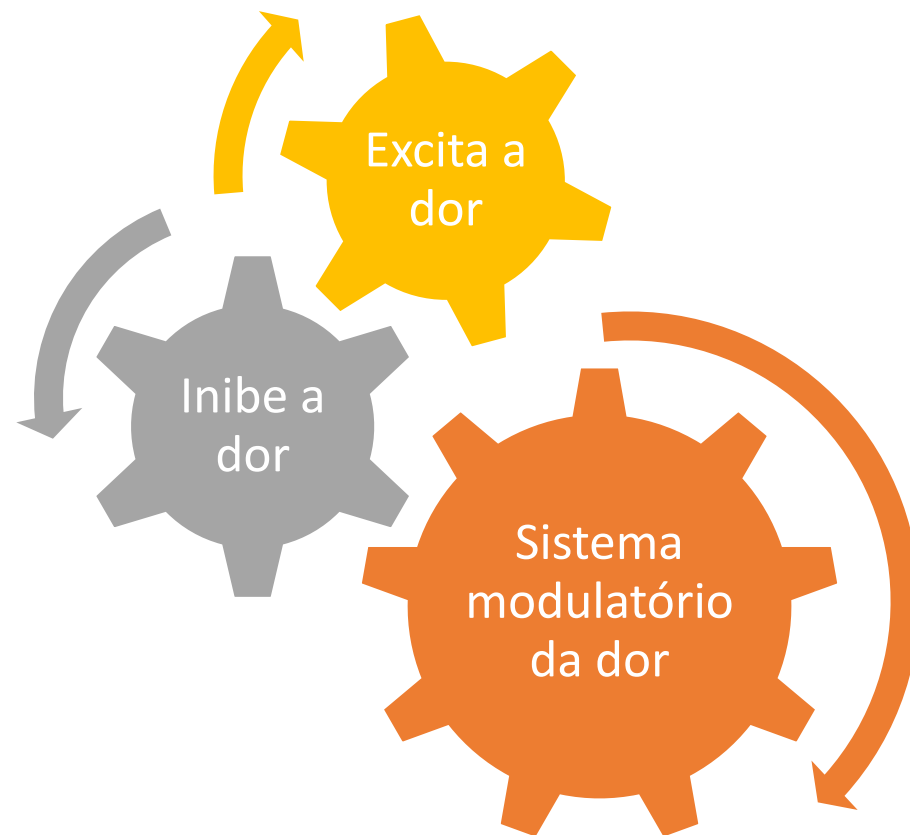 Excita a
dor
Inibe a
dor
Sistema
modulatório
da dor